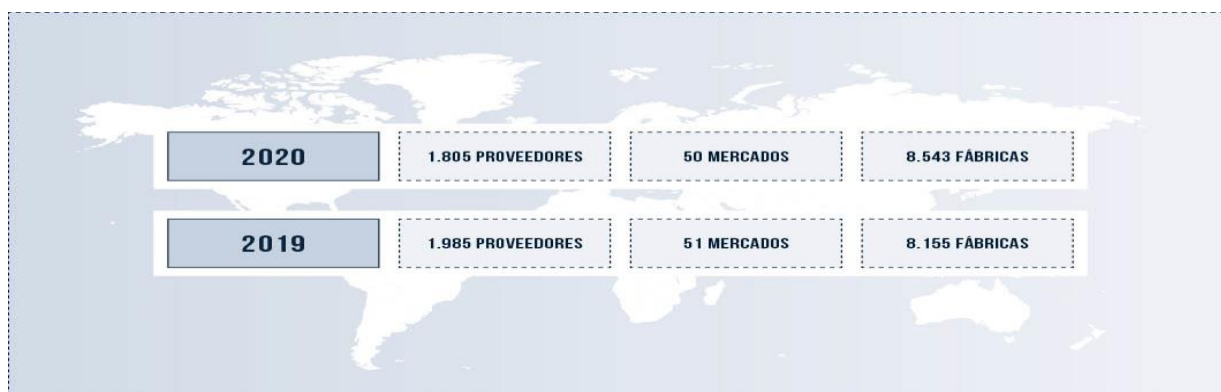 2020
1.805 PROVEEDORES
50 MERCADOS
8.543 FÁBRICAS
2019
1.985 PROVEEDORES
51 MERCADOS
8.155 FÁBRICAS